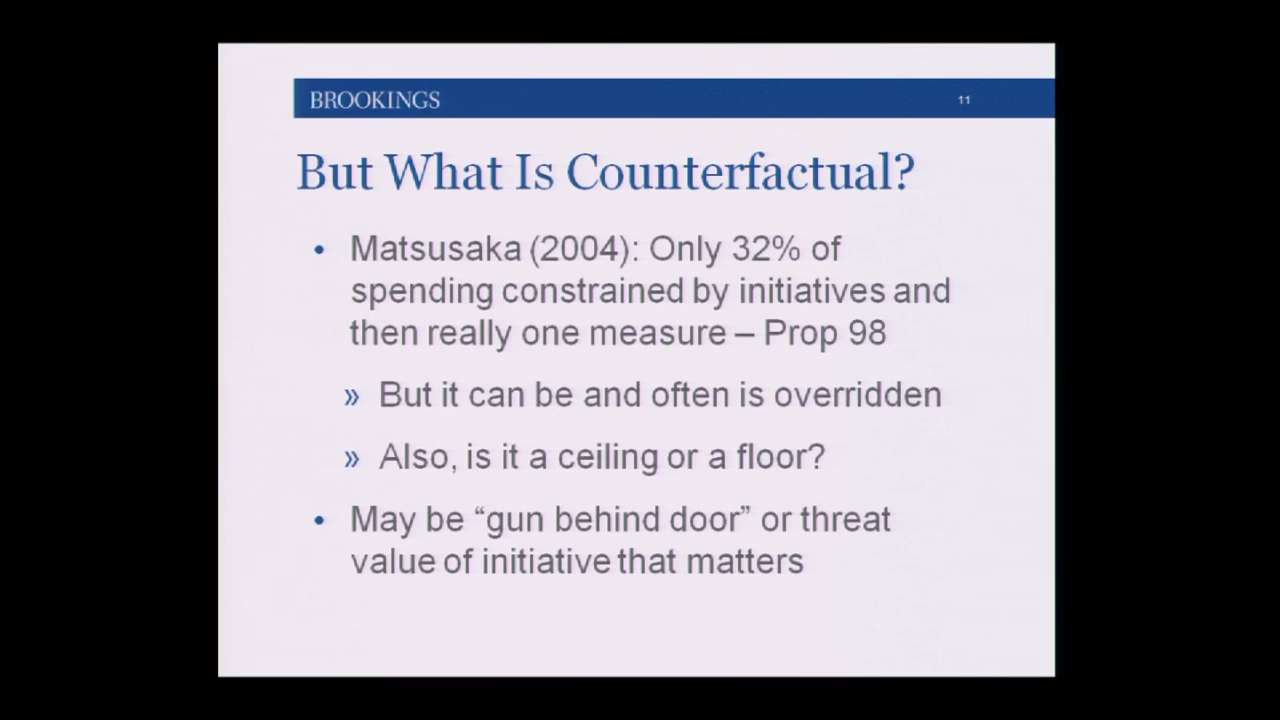 BROOKINGS
11
But What Is Counterfactual?
• Matsusaka (2004): Only 32% of
spending constrained by initiatives and
then really one measure – Prop 98
» But it can be and often is overridden
» Also, is it a ceiling or a floor?
• May be “gun behind door” or threat
value of initiative that matters